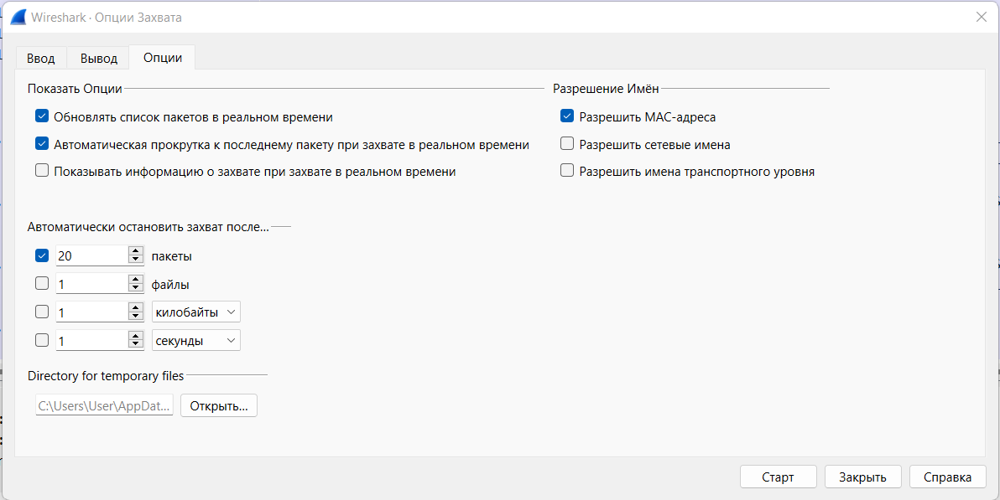 Wireshark · Опции Захвата
Ввод Вывод Опции
Показать Опции
Обновлять список пакетов в реальном времени
Автоматическая прокрутка к последнему пакету при захвате в реальном времени
Показывать информацию о захвате при захвате в реальном времени
Разрешение Имён
Разрешить MAC-адреса
Разрешить сетевые имена
Разрешить имена транспортного уровня
Автоматически остановить захват после...
20 пакеты
1 файлы
1 килобайты
1 секунды
Directory for temporary files
C:\Users\User\AppDat... Открыть...
Старт Закрыть Справка